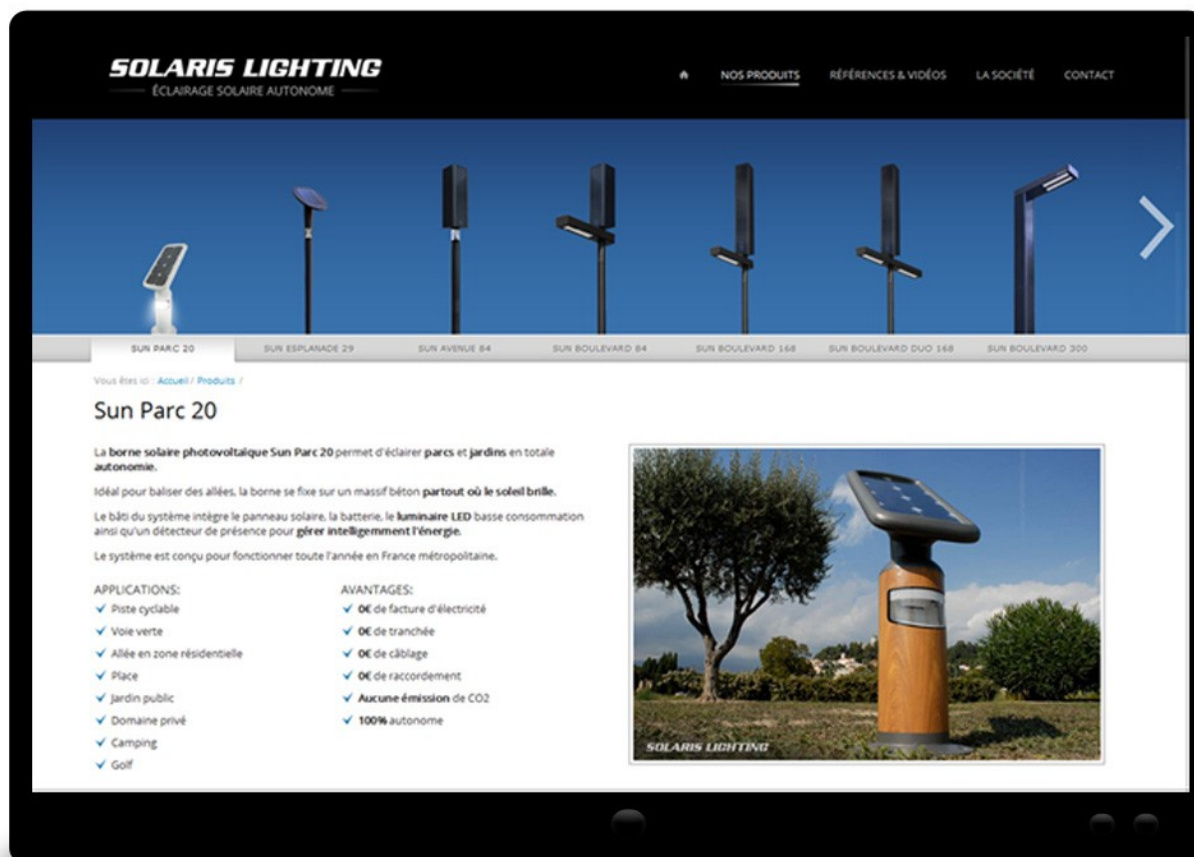 SOLARIS LIGHTING
ÉCLAIRAGE SOLAIRE AUTONOME
NOS PRODUITS
RÉFÉRENCES & VIDÉOS
LA SOCIÉTÉ
CONTACT
SUN PARC 20
SUN ESPLANADE 29
SUN AVENUE 84
SUN BOULEVARD 84
SUN BOULEVARD 168
SUN BOULEVARD DUO 168
SUN BOULEVARD 300
Vous êtes ici : Accueil / Produits /
Sun Parc 20
La borne solaire photovoltaïque Sun Parc 20 permet d'éclairer parcs et jardins en totale
autonomie.
Idéal pour baliser des allées, la borne se fixe sur un massif béton partout où le soleil brille.
Le bâti du système intègre le panneau solaire, la batterie, le luminaire LED basse consommation
ainsi qu'un détecteur de présence pour gérer intelligemment l'énergie.
Le système est conçu pour fonctionner toute l'année en France métropolitaine.
APPLICATIONS:
Piste cyclable
Voie verte
Allée en zone résidentielle
Place
Jardin public
Domaine privé
Camping
Golf
AVANTAGES:
0€ de facture d'électricité
0€ de tranchée
0€ de câblage
0€ de raccordement
Aucune émission de CO2
100% autonome
SOLARIS LIGHTING